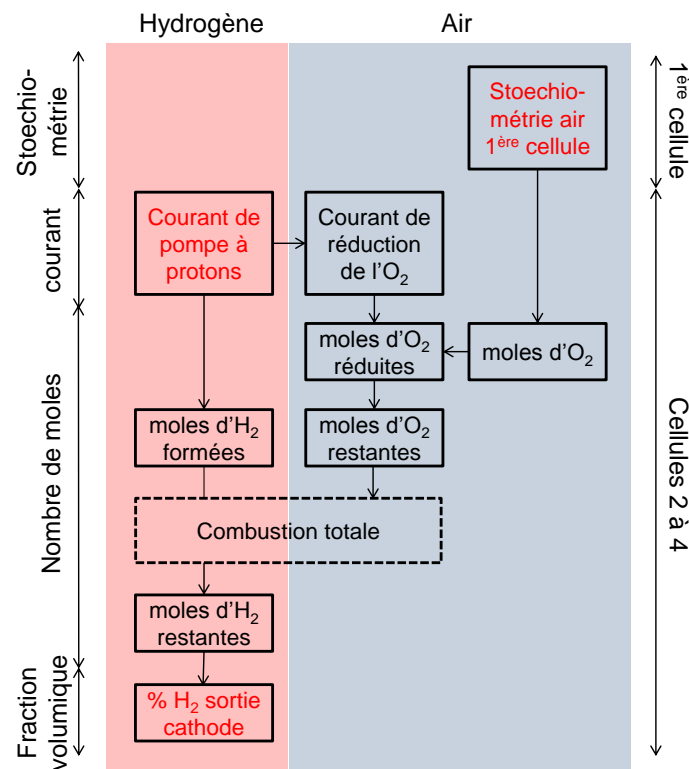 Hydrogène
Air
Stoechio-
métrie
Stoechio-
métrie air
1ère cellule
1ère cellule
courant
Courant de
pompe à
protons
Courant de
réduction
de l'O2
Nombre de moles
moles d'O2
réduites
moles d'O2
moles d'H2
formées
moles d'O2
restantes
Cellules 2 à 4
Combustion totale
moles d'H2
restantes
Fraction
volumique
% H2 sortie
cathode